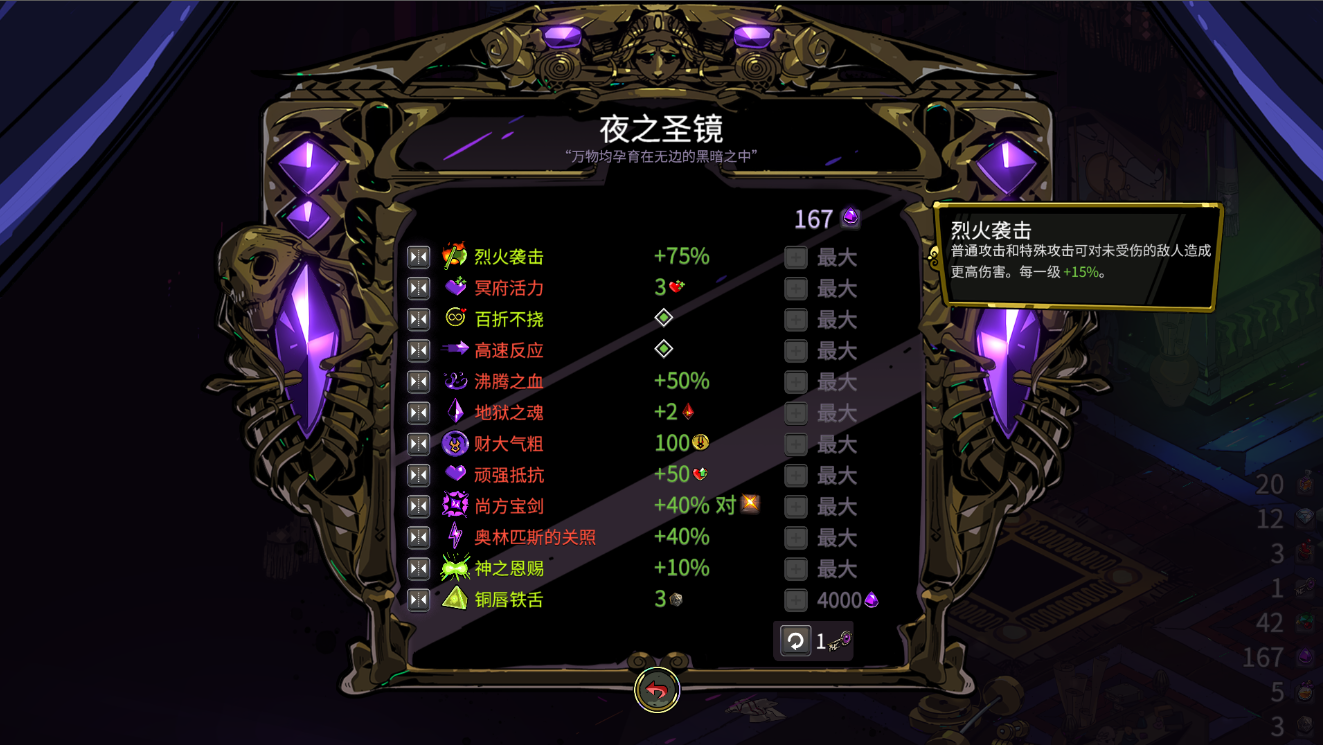 夜之圣镜
“万物均孕育在无边的黑暗之中”
167
烈火袭击 +75% 最大
冥府活力 3 最大
百折不挠 最大
高速反应 最大
沸腾之血 +50% 最大
地狱之魂 +2 最大
财大气粗 100 最大
顽强抵抗 +50 最大
尚方宝剑 +40% 对 最大
奥林匹斯的关照 +40% 最大
神之恩赐 +10% 最大
铜唇铁舌 3 4000
1
烈火袭击
普通攻击和特殊攻击可对未受伤的敌人造成
更高伤害。每一级 +15%。
20
12
3
1
42
167
5
3